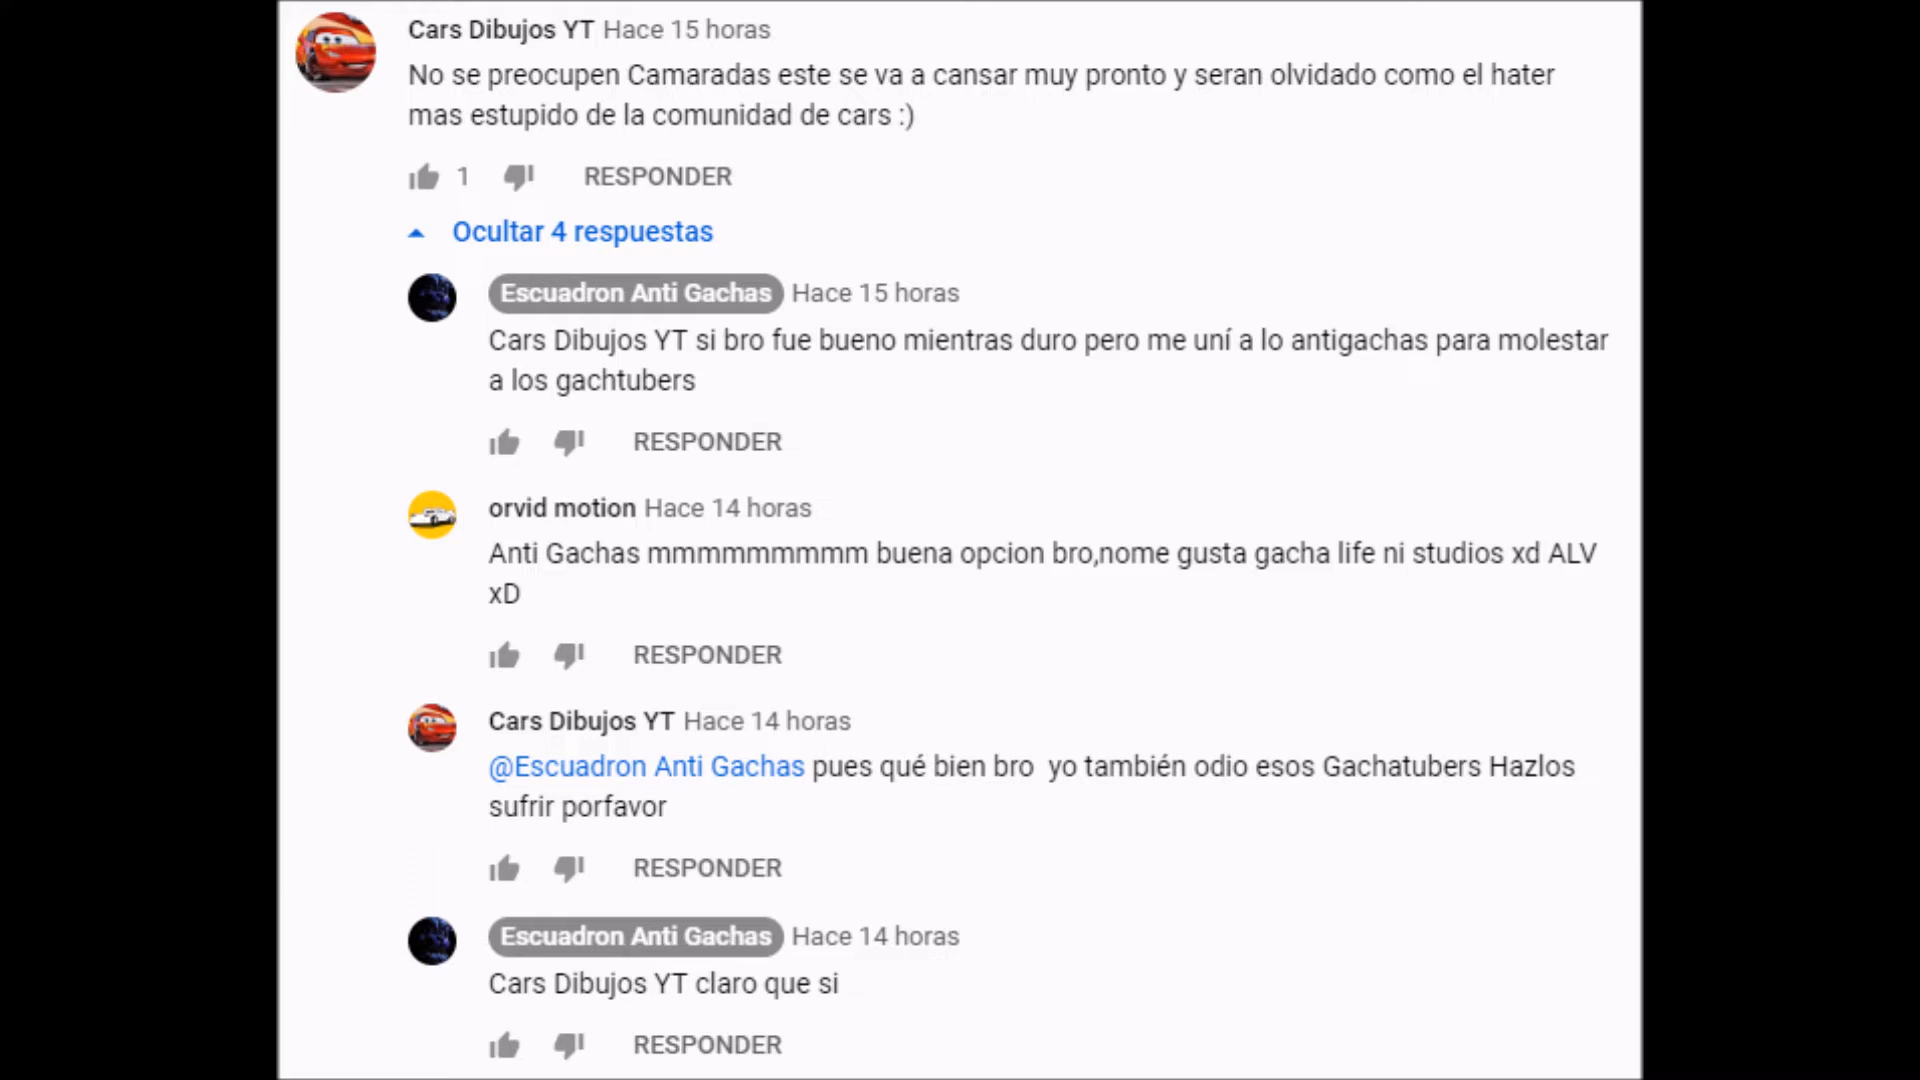 Cars Dibujos YT Hace 15 horas
No se preocupen Camaradas este se va a cansar muy pronto y seran olvidado como el hater
mas estupido de la comunidad de cars :)
1 RESPONDER
Ocultar 4 respuestas
Escuadron Anti Gachas Hace 15 horas
Cars Dibujos YT si bro fue bueno mientras duro pero me uní a lo antigachas para molestar
a los gachtubers
RESPONDER
orvid motion Hace 14 horas
Anti Gachas mmmmmmmmm buena opcion bro,nome gusta gacha life ni studios xd ALV
xD
RESPONDER
Cars Dibujos YT Hace 14 horas
@Escuadron Anti Gachas pues qué bien bro  yo también odio esos Gachatubers Hazlos
sufrir porfavor
RESPONDER
Escuadron Anti Gachas Hace 14 horas
Cars Dibujos YT claro que si
RESPONDER